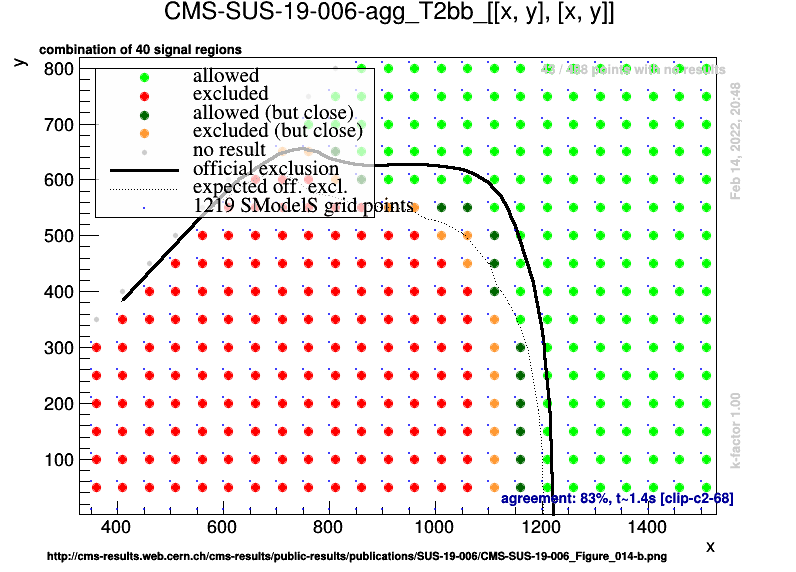 CMS-SUS-19-006-agg_T2bb_[[x, y], [x, y]]
combination of 40 signal regions
y
800
700
600
500
400
300
200
100
allowed
excluded
allowed (but close)
excluded (but close)
no result
official exclusion
expected off. excl.
1219 SModelS grid points
points with no results
Feb 14, 2022, 20:48
k-factor 1.00
agreement: 83%, t~1.4s [clip-c2-68]
400 600 800 1000 1200 1400
x
http://cms-results.web.cern.ch/cms-results/public-results/publications/SUS-19-006/CMS-SUS-19-006_Figure_014-b.png